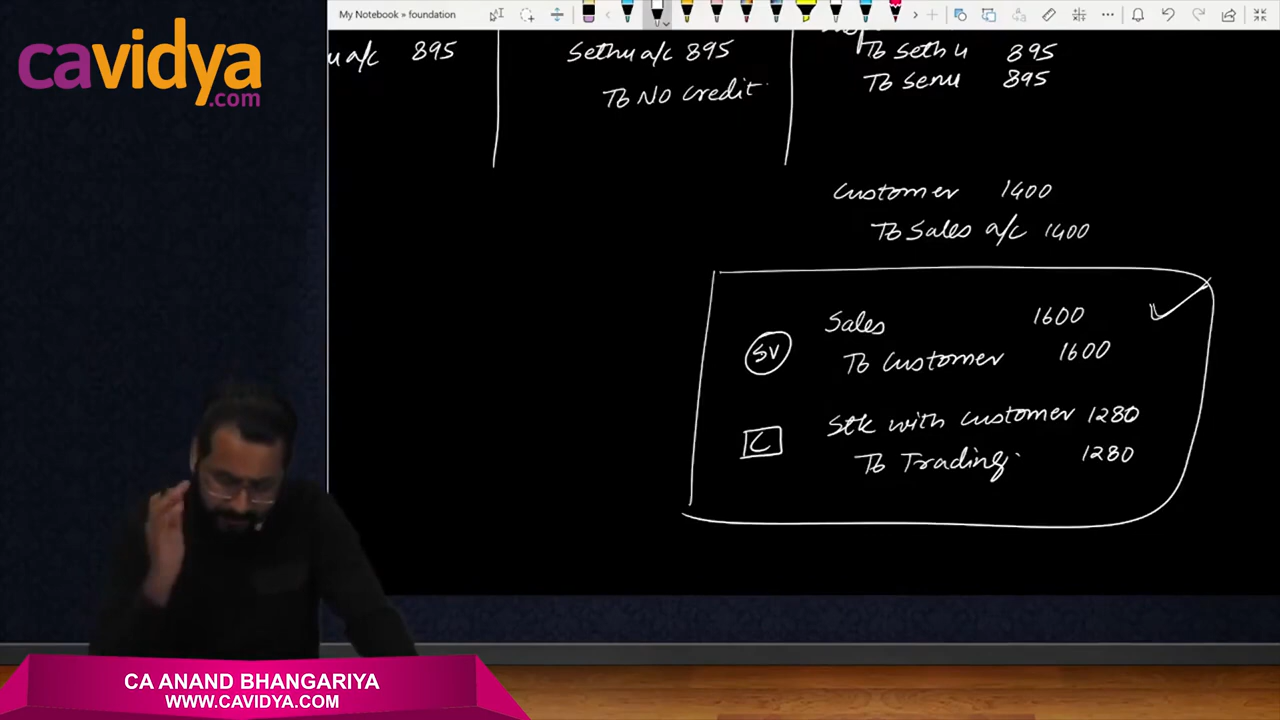 cavidya
.com
My Notebook » foundation
u a/c 895
Sethu a/c 895
To No Credit
To Sethu 895
To Senu 895
Customer 1400
To Sales a/c 1400
Sales 1600
SV
To Customer 1600
Stk with customer 1280
C
To Trading 1280
CA ANAND BHANGARIYA
WWW.CAVIDYA.COM